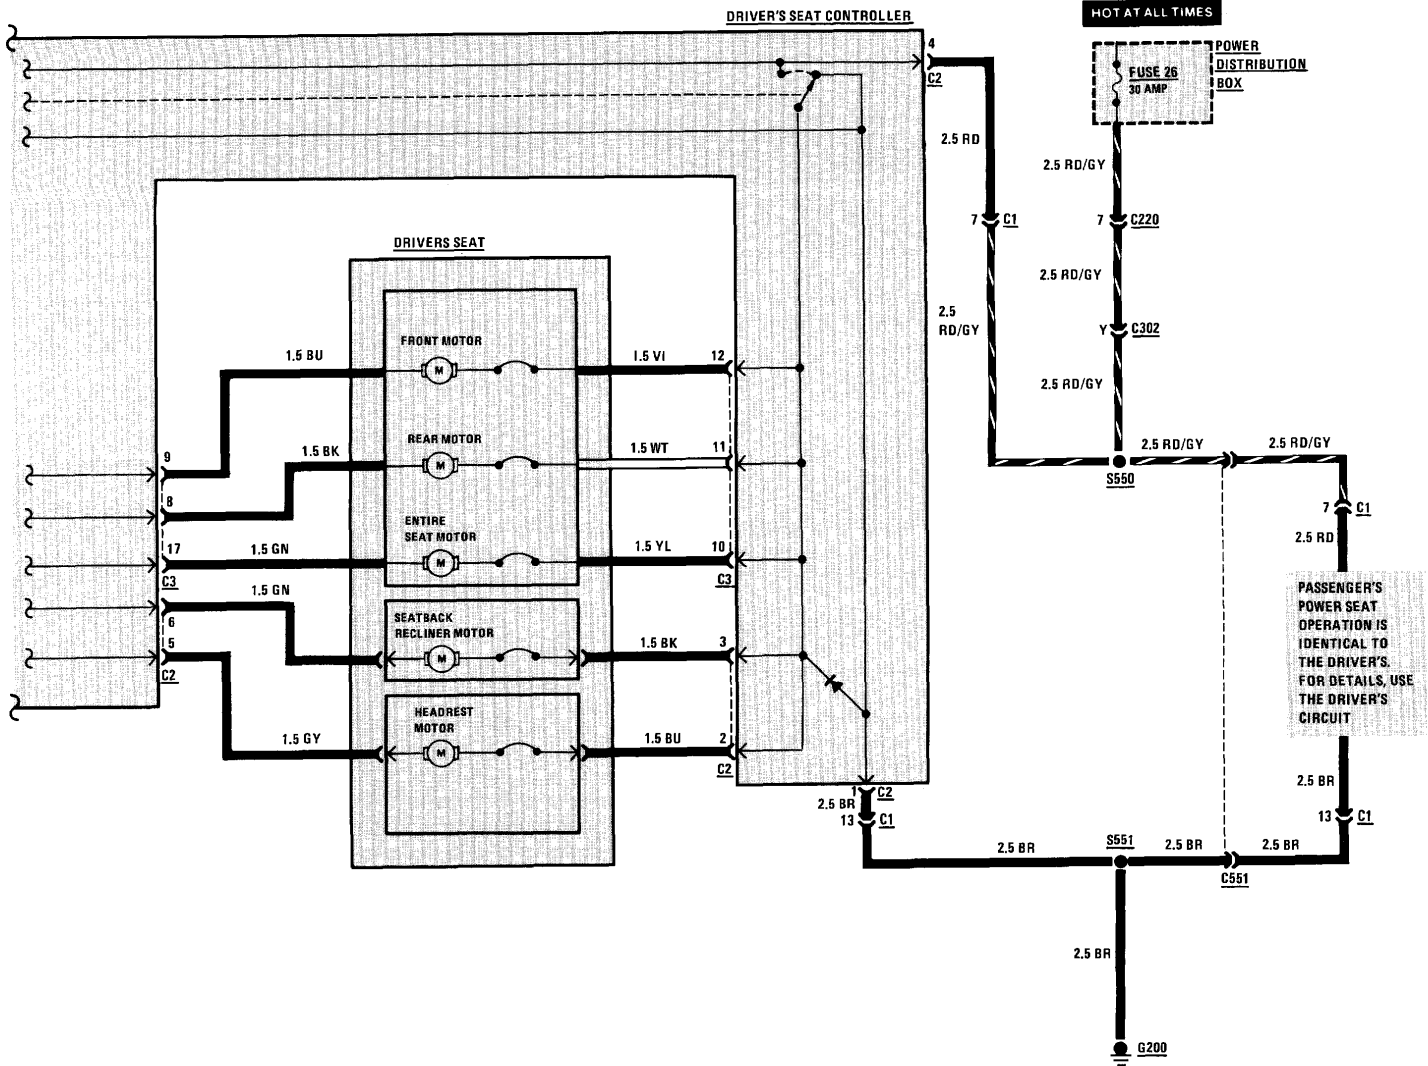 DRIVER'S SEAT CONTROLLER
HOT AT ALL TIMES
POWER
DISTRIBUTION
BOX
FUSE 26
30 AMP
4
C2
2.5 RD
2.5 RD/GY
7 C1
7 C220
2.5 RD/GY
2.5
RD/GY
Y C302
2.5 RD/GY
DRIVERS SEAT
FRONT MOTOR
M
1.5 BU
1.5 VI
12
REAR MOTOR
M
1.5 BK
1.5 WT
11
2.5 RD/GY
2.5 RD/GY
S550
9
8
7 C1
2.5 RD
ENTIRE
SEAT MOTOR
M
17
1.5 GN
1.5 YL
10
C3
C3
1.5 GN
6
SEATBACK
RECLINER MOTOR
M
1.5 BK
3
5
C2
PASSENGER'S
POWER SEAT
OPERATION IS
IDENTICAL TO
THE DRIVER'S.
FOR DETAILS, USE
THE DRIVER'S
CIRCUIT
HEADREST
MOTOR
M
1.5 GY
1.5 BU
2
C2
1 C2
2.5 BR
13 C1
2.5 BR
13 C1
2.5 BR
S551
2.5 BR
2.5 BR
C551
2.5 BR
G200